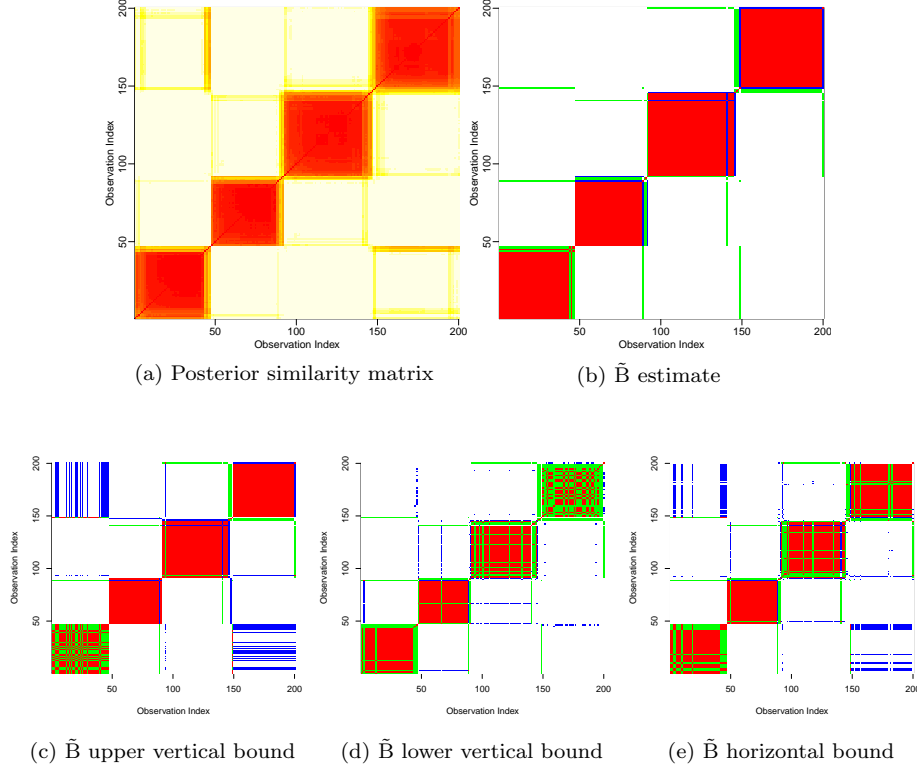 200
150
100
50
Observation Index
50 100 150 200
Observation Index
(a) Posterior similarity matrix
200
150
100
50
Observation Index
50 100 150 200
Observation Index
(b) B̃ estimate
200
150
100
50
Observation Index
50 100 150 200
Observation Index
(c) B̃ upper vertical bound
200
150
100
50
Observation Index
50 100 150 200
Observation Index
(d) B̃ lower vertical bound
200
150
100
50
Observation Index
50 100 150 200
Observation Index
(e) B̃ horizontal bound